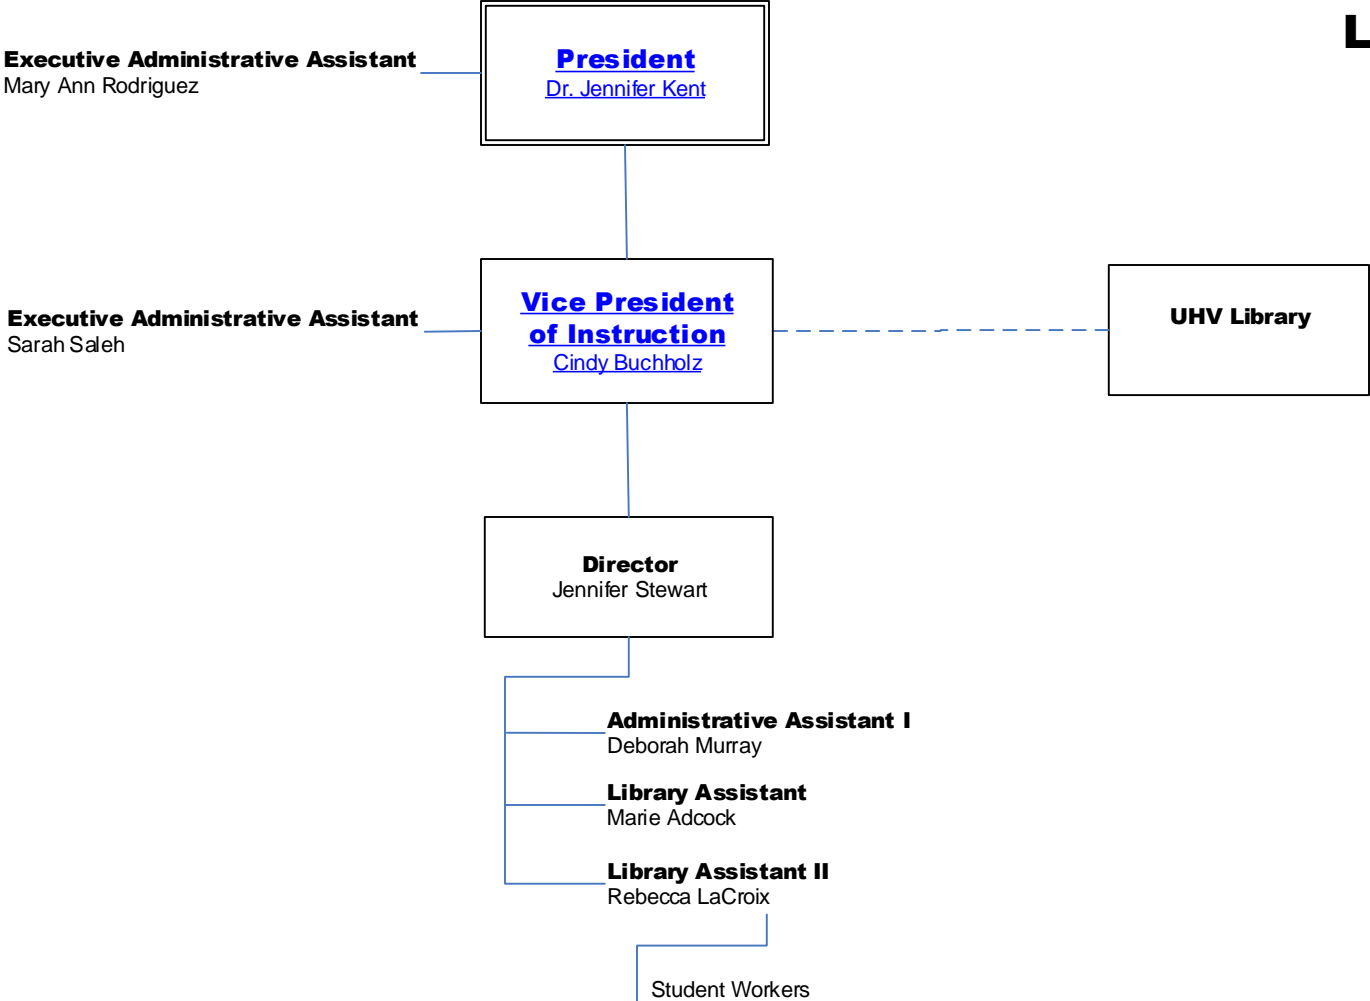 L
Executive Administrative Assistant
Mary Ann Rodriguez
President
Dr. Jennifer Kent
Executive Administrative Assistant
Sarah Saleh
Vice President
of Instruction
Cindy Buchholz
UHV Library
Director
Jennifer Stewart
Administrative Assistant I
Deborah Murray
Library Assistant
Marie Adcock
Library Assistant II
Rebecca LaCroix
Student Workers